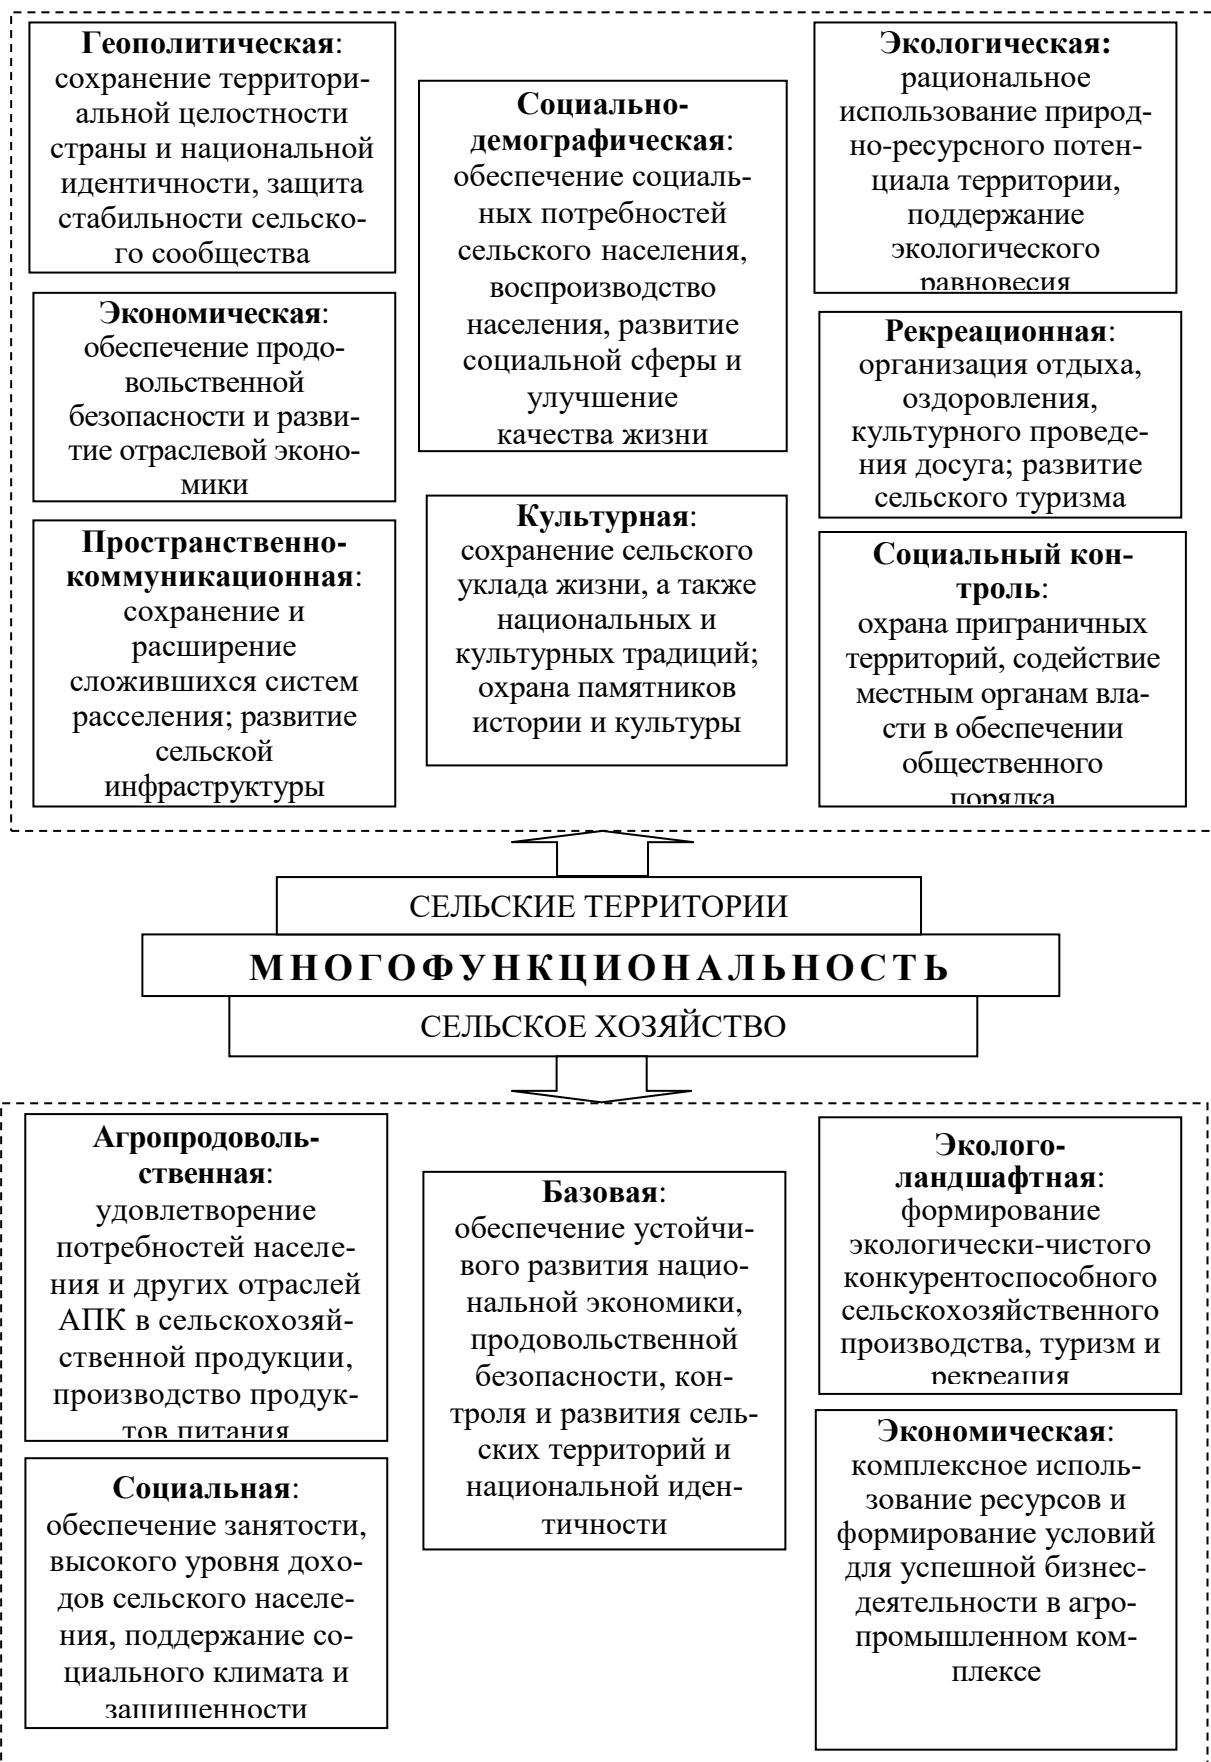 Геополитическая:
сохранение территори-
альной целостности
страны и национальной
идентичности, защита
стабильности сельско-
го сообщества
Экономическая:
обеспечение продо-
вольственной
безопасности и разви-
тие отраслевой эконо-
мики
Пространственно-
коммуникационная:
сохранение и
расширение
сложившихся систем
расселения; развитие
сельской
инфраструктуры
Социально-
демографическая:
обеспечение социаль-
ных потребностей
сельского населения,
воспроизводство
населения, развитие
социальной сферы и
улучшение
качества жизни
Культурная:
сохранение сельского
уклада жизни, а также
национальных и
культурных традиций;
охрана памятников
истории и культуры
Экологическая:
рациональное
использование природ-
но-ресурсного потен-
циала территории,
поддержание
экологического
равновесия
Рекреационная:
организация отдыха,
оздоровления,
культурного проведе-
ния досуга; развитие
сельского туризма
Социальный кон-
троль:
охрана приграничных
территорий, содействие
местным органам вла-
сти в обеспечении
общественного
порядка
СЕЛЬСКИЕ ТЕРРИТОРИИ
МНОГОФУНКЦИОНАЛЬНОСТЬ
СЕЛЬСКОЕ ХОЗЯЙСТВО
Агропродоволь-
ственная:
удовлетворение
потребностей населе-
ния и других отраслей
АПК в сельскохозяй-
ственной продукции,
производство продук-
тов питания
Социальная:
обеспечение занятости,
высокого уровня дохо-
дов сельского населе-
ния, поддержание со-
циального климата и
защищенности
Базовая:
обеспечение устойчи-
вого развития нацио-
нальной экономики,
продовольственной
безопасности, кон-
троля и развития сель-
ских территорий и
национальной иден-
тичности
Эколого-
ландшафтная:
формирование
экологически-чистого
конкурентоспособного
сельскохозяйственного
производства, туризм и
рекреация
Экономическая:
комплексное исполь-
зование ресурсов и
формирование условий
для успешной бизнес-
деятельности в агро-
промышленном ком-
плексе